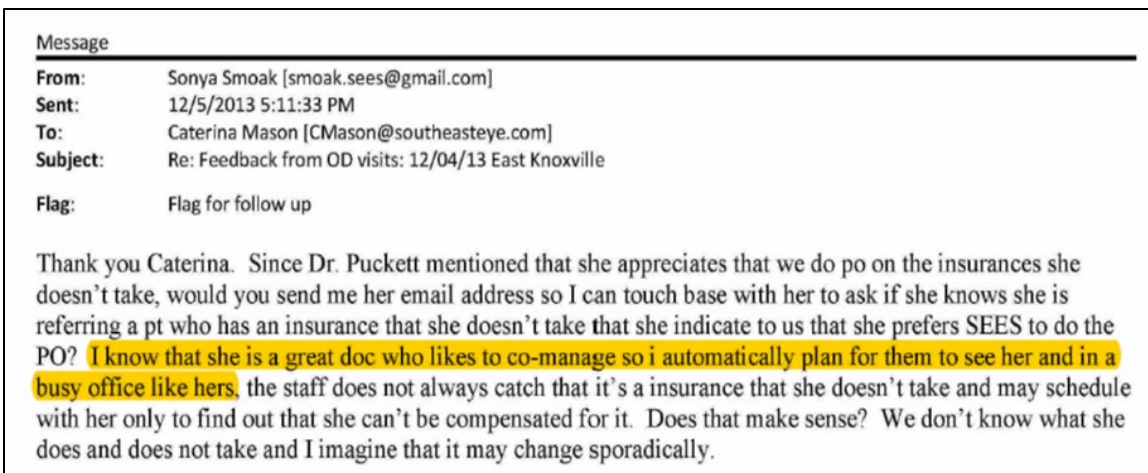 Message
From: Sonya Smoak [smoak.sees@gmail.com]
Sent: 12/5/2013 5:11:33 PM
To: Caterina Mason [CMason@southeasteye.com]
Subject: Re: Feedback from OD visits: 12/04/13 East Knoxville
Flag: Flag for follow up
Thank you Caterina.  Since Dr. Puckett mentioned that she appreciates that we do po on the insurances she
doesn't take, would you send me her email address so I can touch base with her to ask if she knows she is
referring a pt who has an insurance that she doesn't take that she indicate to us that she prefers SEES to do the
PO?  I know that she is a great doc who likes to co-manage so i automatically plan for them to see her and in a
busy office like hers, the staff does not always catch that it's a insurance that she doesn't take and may schedule
with her only to find out that she can't be compensated for it.  Does that make sense?  We don't know what she
does and does not take and I imagine that it may change sporadically.